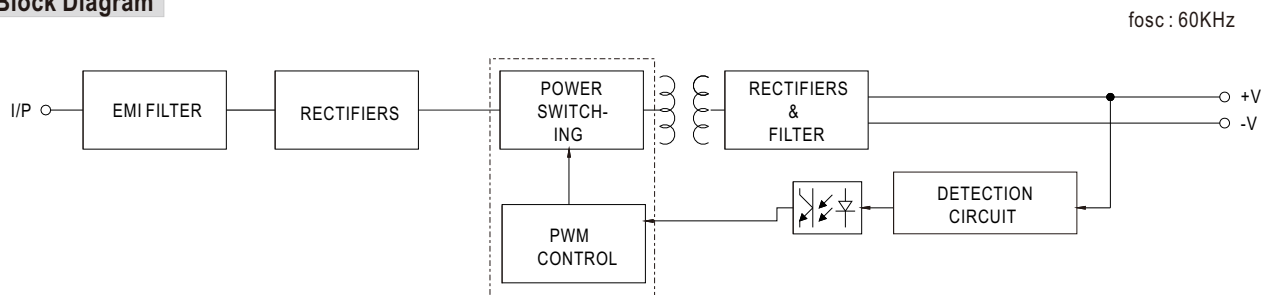 Block Diagram
fosc : 60KHz
I/P
EMI FILTER
RECTIFIERS
POWER
SWITCH-
ING
RECTIFIERS
&
FILTER
+V
-V
DETECTION
CIRCUIT
PWM
CONTROL